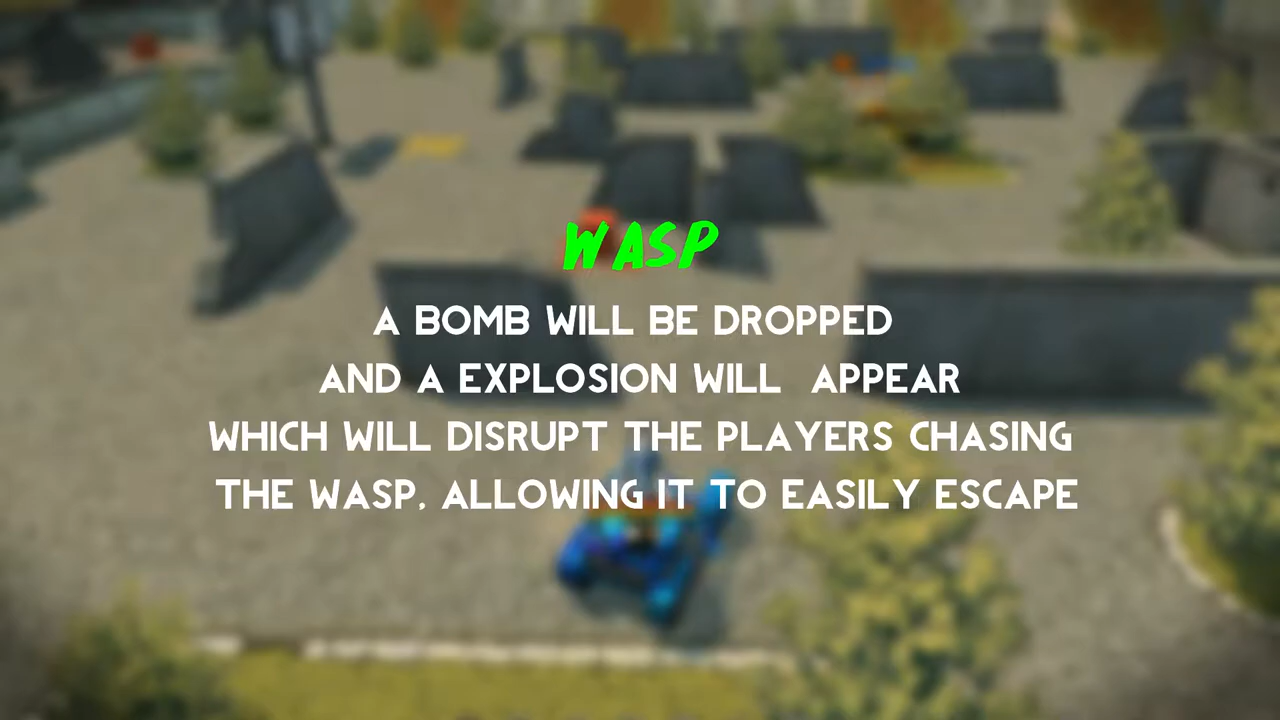 WASP
A BOMB WILL BE DROPPED
AND A EXPLOSION WILL APPEAR
WHICH WILL DISRUPT THE PLAYERS CHASING
THE WASP. ALLOWING IT TO EASILY ESCAPE